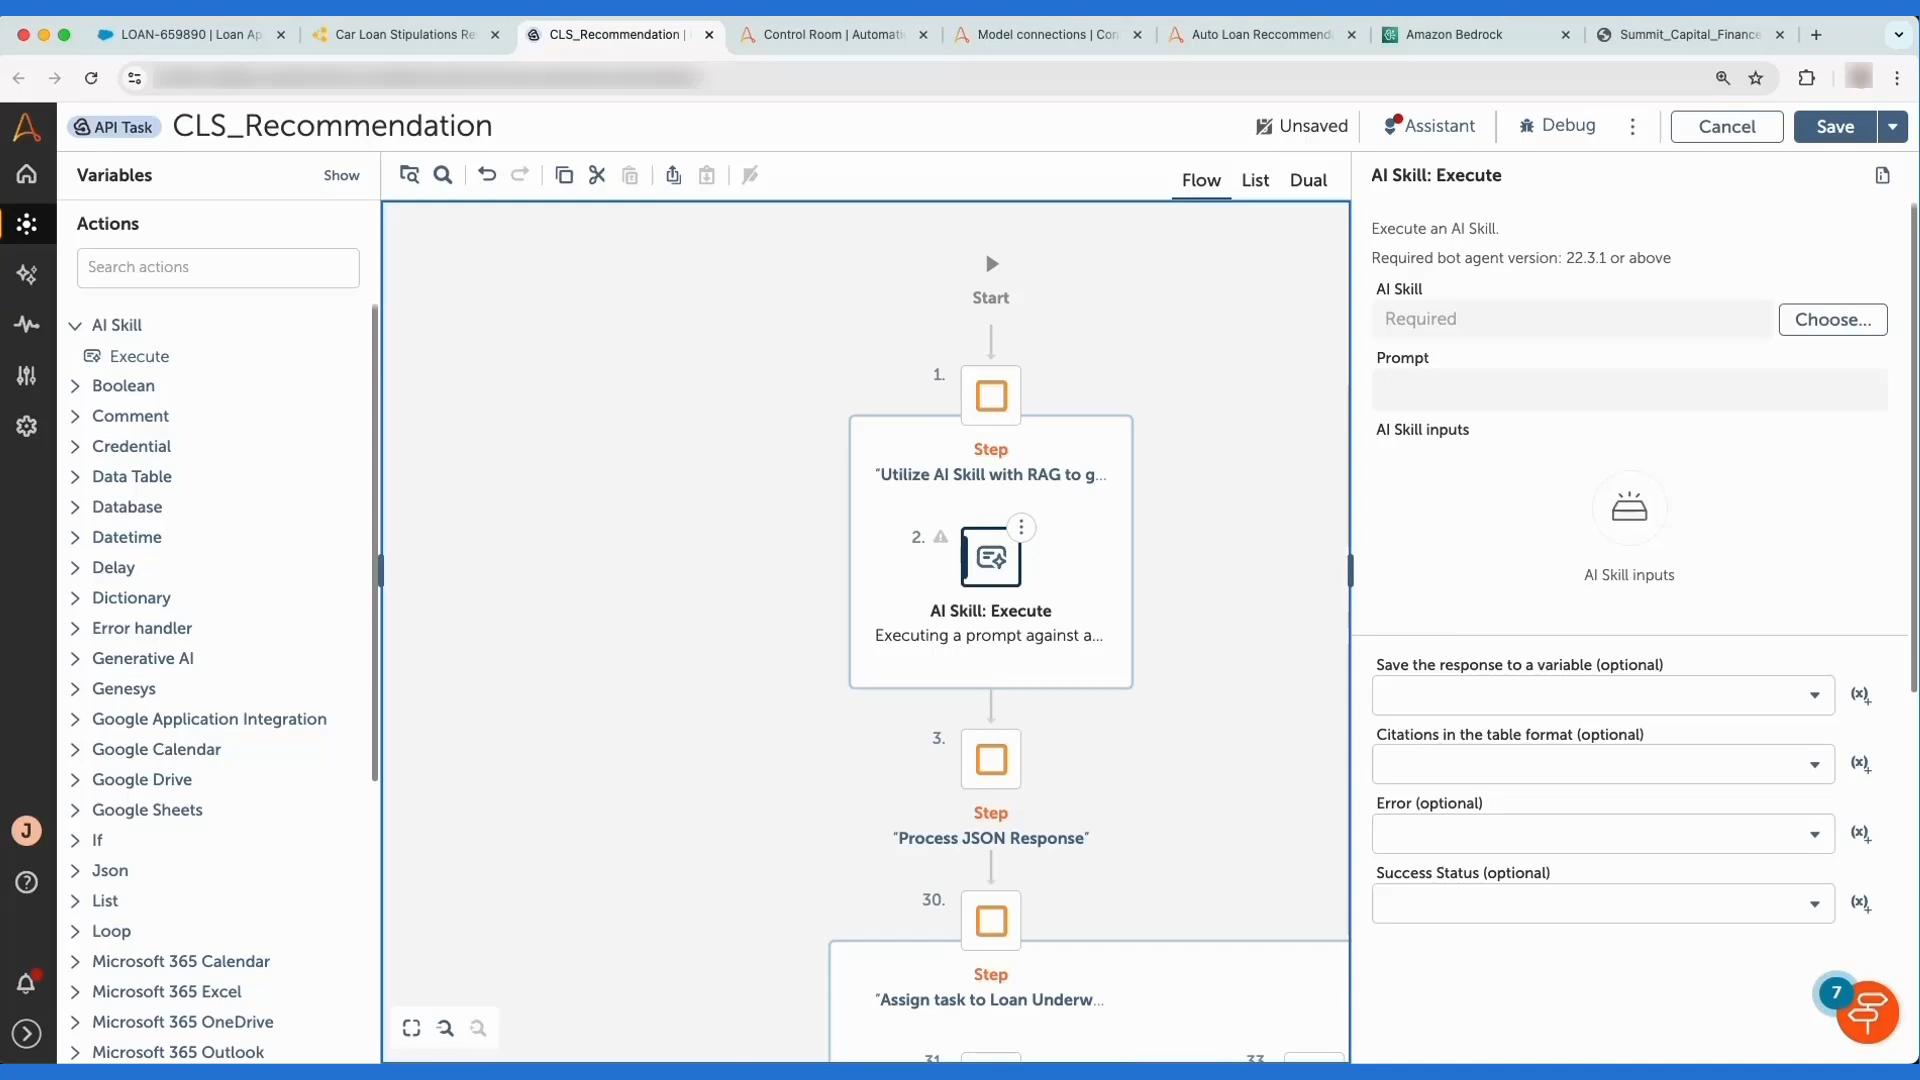 LOAN-659890 | Loan Ap
Car Loan Stipulations Re
CLS_Recommendation |
Control Room | Automati
Model connections | Con
Auto Loan Reccommend
Amazon Bedrock
Summit_Capital_Finance
API Task
CLS_Recommendation
Unsaved
Assistant
Debug
Cancel
Save
Variables
Show
Flow
List
Dual
AI Skill: Execute
Actions
Search actions
AI Skill
Execute
Boolean
Comment
Credential
Data Table
Database
Datetime
Delay
Dictionary
Error handler
Generative AI
Genesys
Google Application Integration
Google Calendar
Google Drive
Google Sheets
If
Json
List
Loop
Microsoft 365 Calendar
Microsoft 365 Excel
Microsoft 365 OneDrive
Microsoft 365 Outlook
J
Start
1.
Step
"Utilize AI Skill with RAG to g...
2.
AI Skill: Execute
Executing a prompt against a...
3.
Step
"Process JSON Response"
30.
Step
"Assign task to Loan Underw...
31.
33.
Execute an AI Skill.
Required bot agent version: 22.3.1 or above
AI Skill
Required
Choose...
Prompt
AI Skill inputs
AI Skill inputs
Save the response to a variable (optional)
(x)+
Citations in the table format (optional)
(x)+
Error (optional)
(x)+
Success Status (optional)
(x)+
7